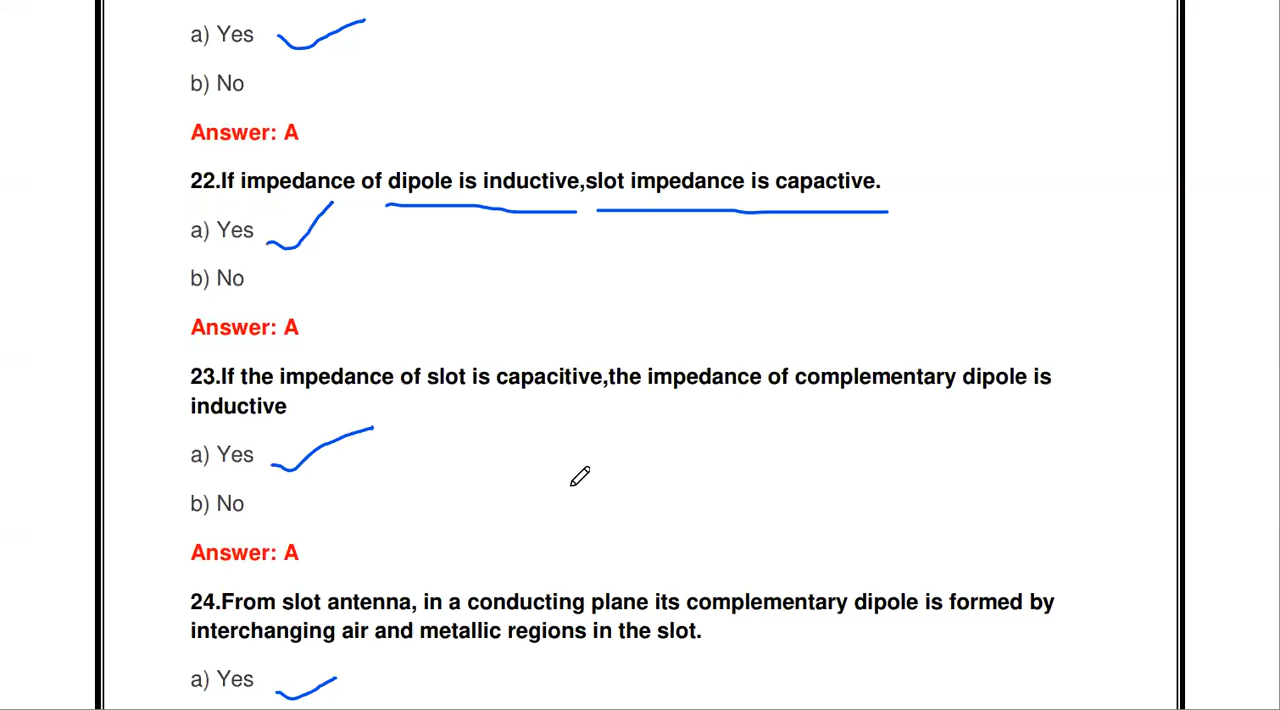 a) Yes
b) No
Answer: A
22.If impedance of dipole is inductive,slot impedance is capactive.
a) Yes
b) No
Answer: A
23.If the impedance of slot is capacitive,the impedance of complementary dipole is
inductive
a) Yes
b) No
Answer: A
24.From slot antenna, in a conducting plane its complementary dipole is formed by
interchanging air and metallic regions in the slot.
a) Yes